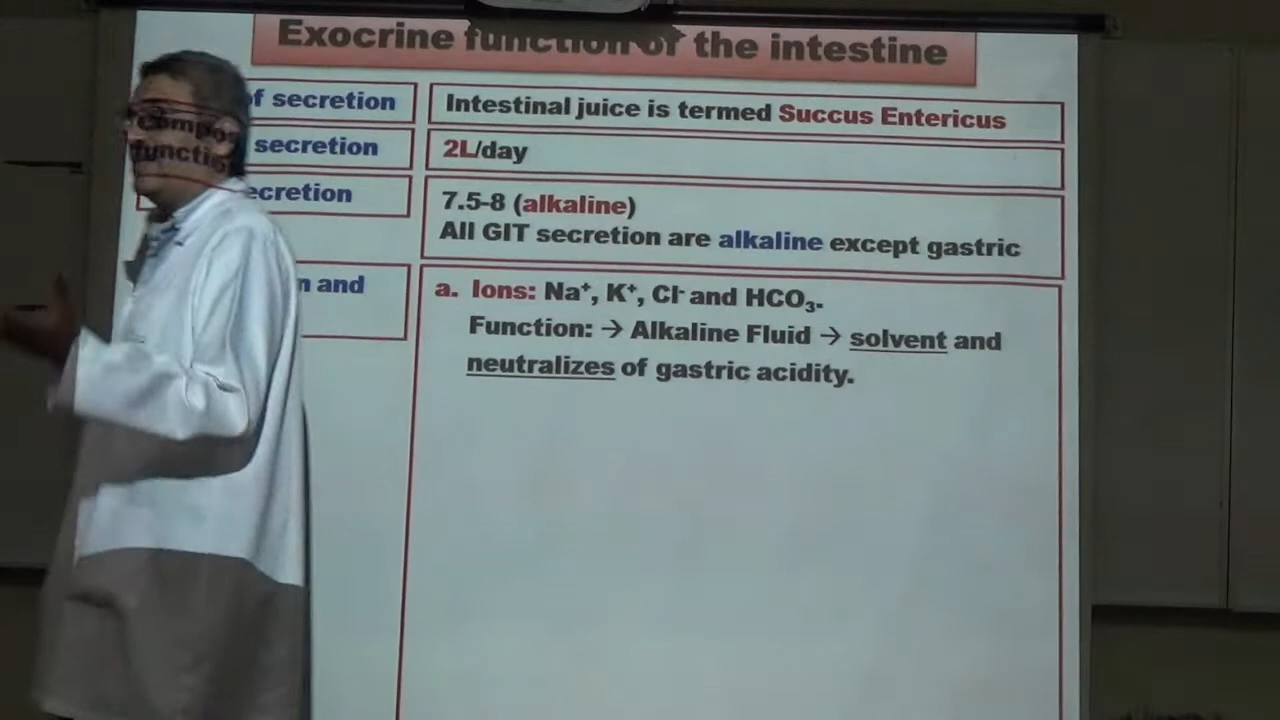 Exocrine function of the intestine
f secretion
Intestinal juice is termed Succus Entericus
secretion
2L/day
ecretion
7.5-8 (alkaline)
All GIT secretion are alkaline except gastric
Compos
functio
n and
a. Ions: Na⁺, K⁺, Cl⁻ and HCO₃-.
Function: → Alkaline Fluid → solvent and
neutralizes of gastric acidity.